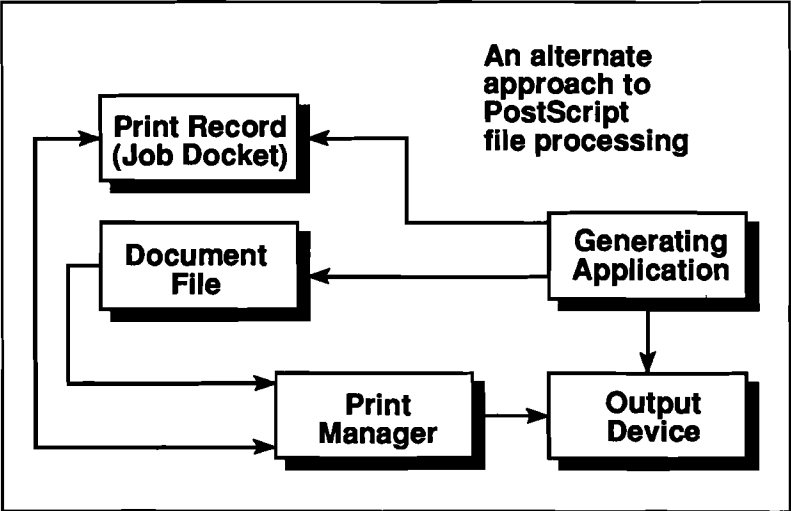 An alternate
approach to
PostScript
file processing
Print Record
(Job Docket)
Document
File
Generating
Application
Print
Manager
Output
Device